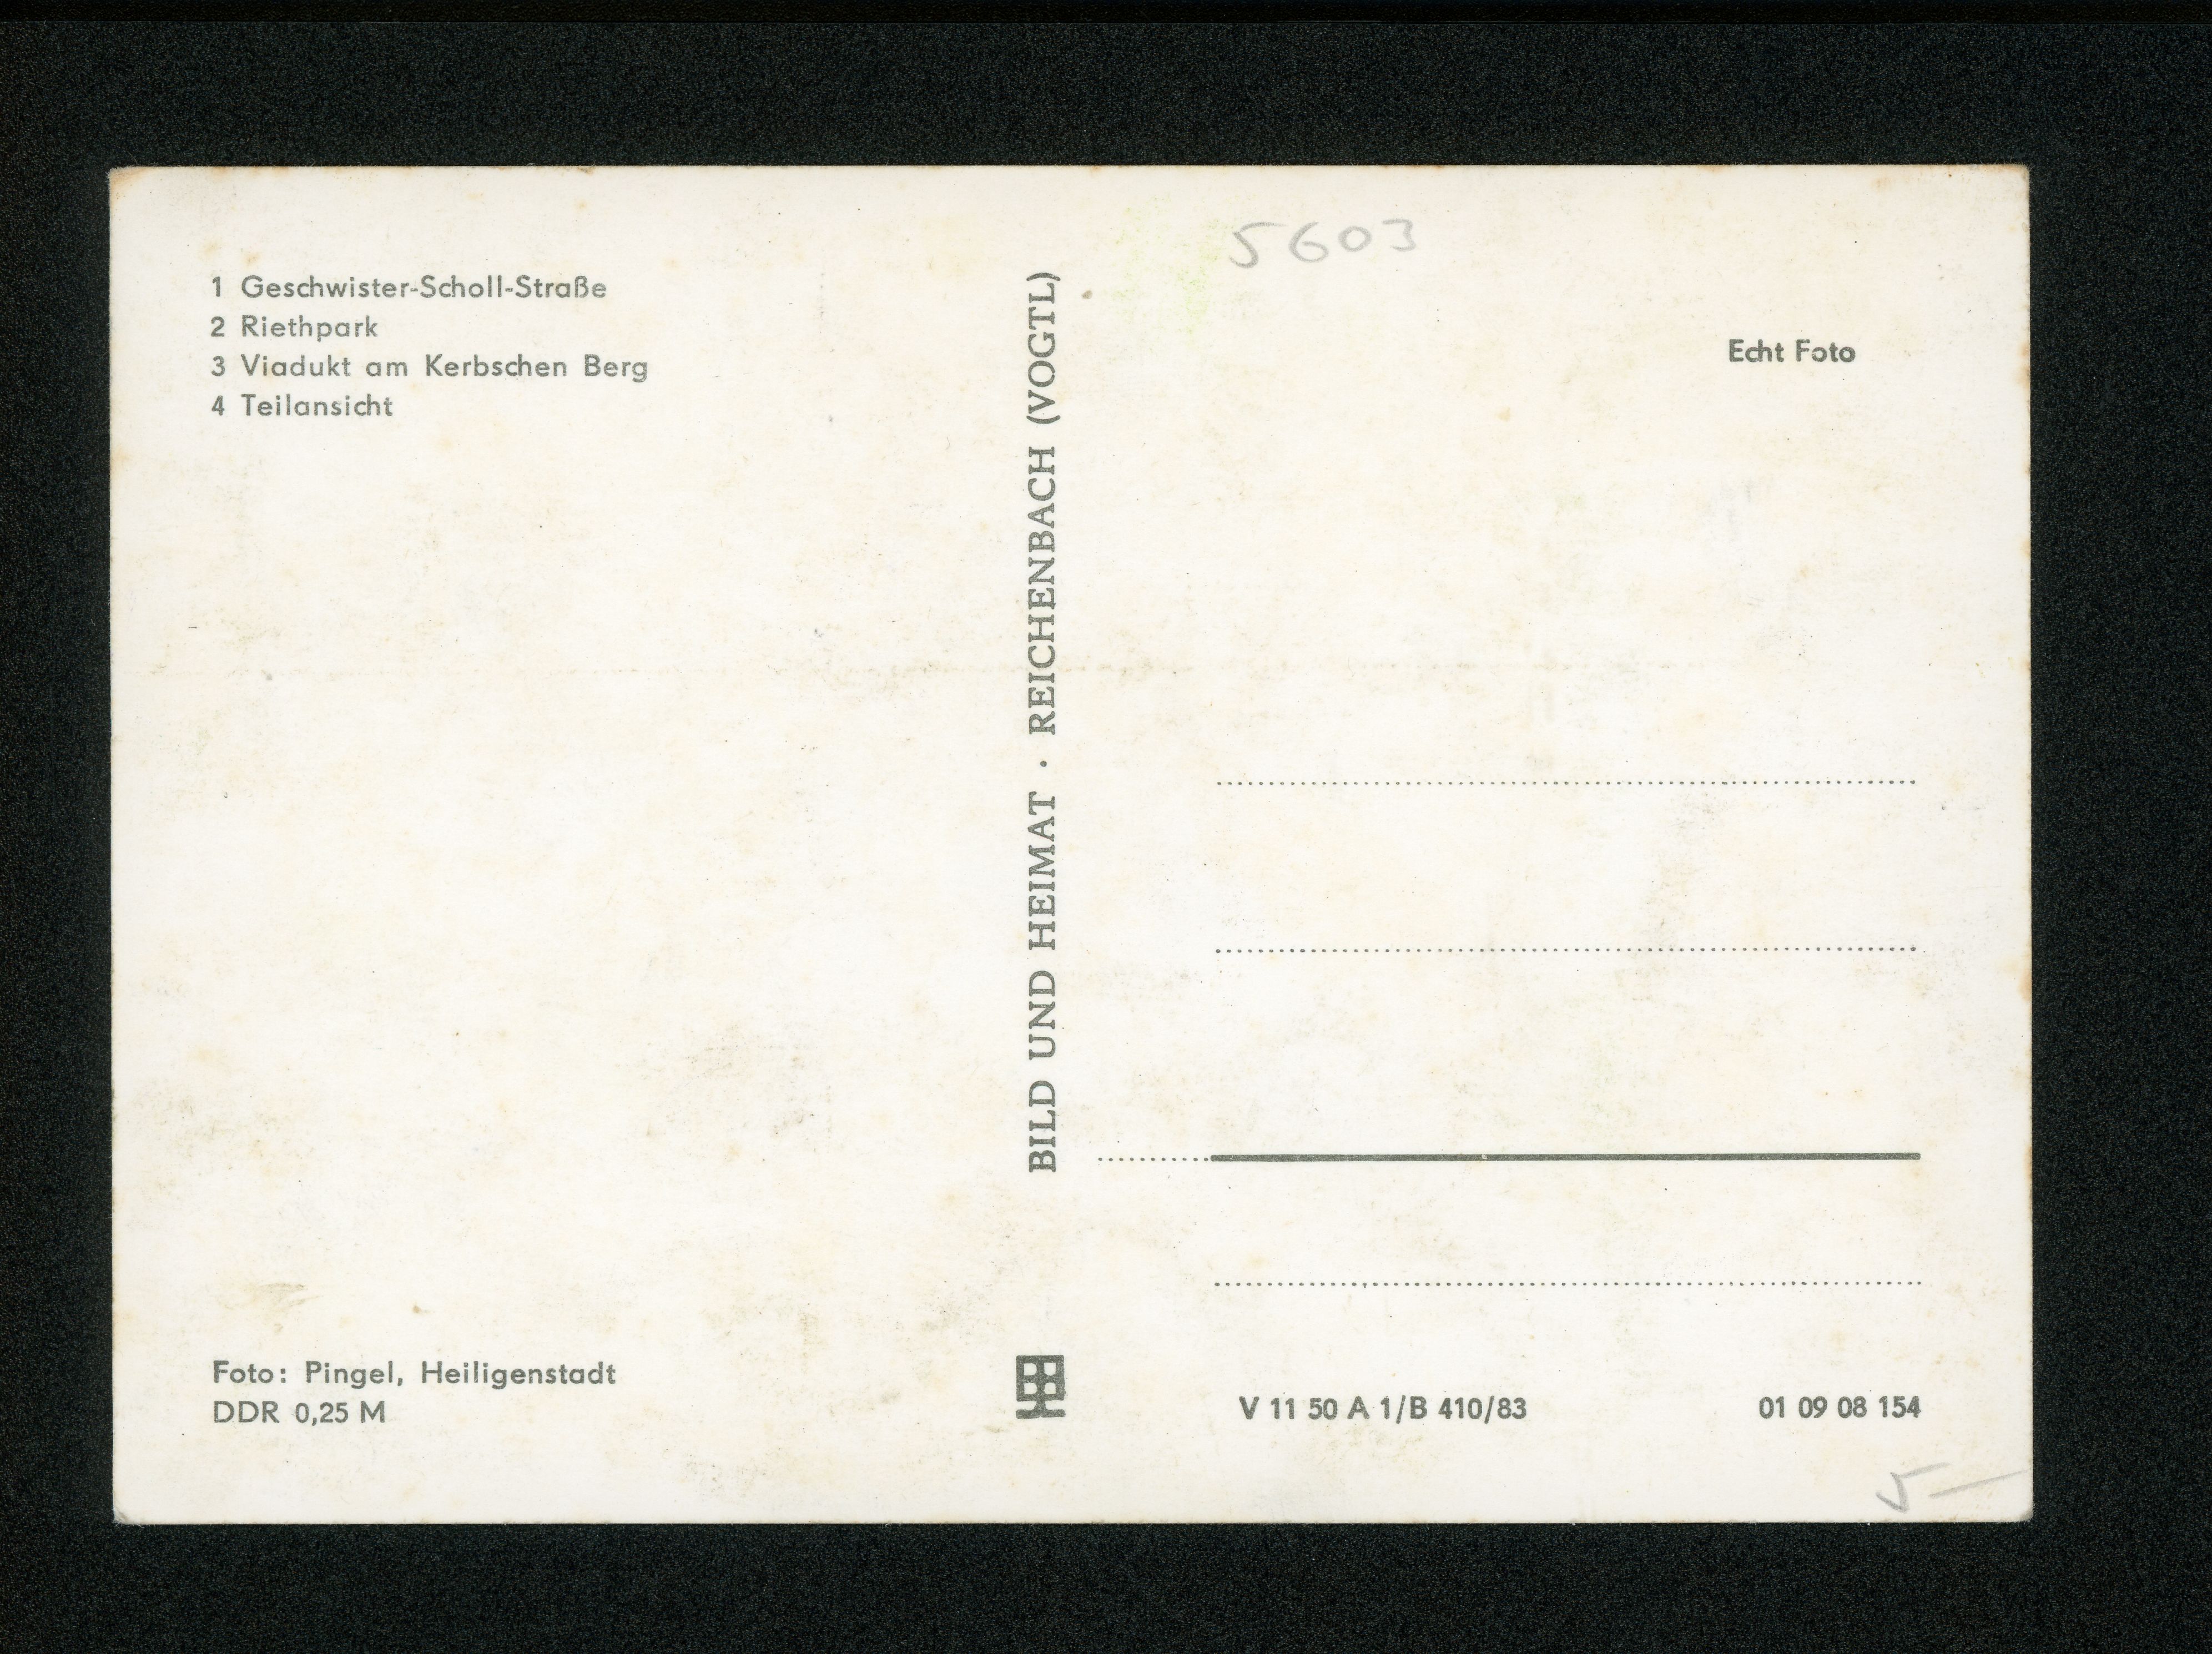 1 Geschwister-Scholl-Straße
2 Riethpark
3 Viadukt am Kerbschen Berg
4 Teilansicht
Foto: Pingel, Heiligenstadt
DDR 0,25 M
BILD UND HEIMAT · REICHENBACH (VOGTL)
5603
Echt Foto
V 11 50 A 1/B 410/83
01 09 08 154
5—